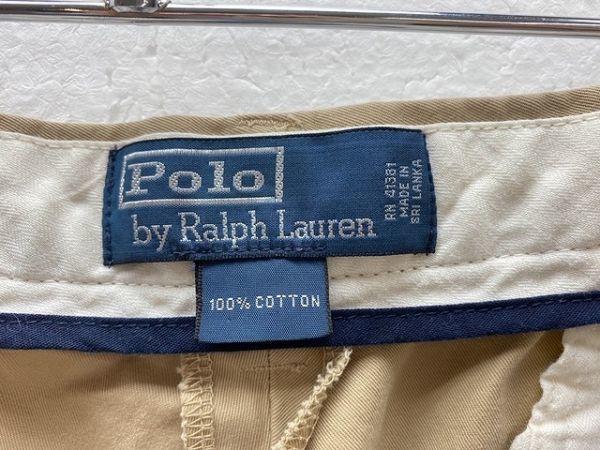 Polo
by Ralph Lauren
RN 41381
MADE IN
SRI LANKA
100% COTTON